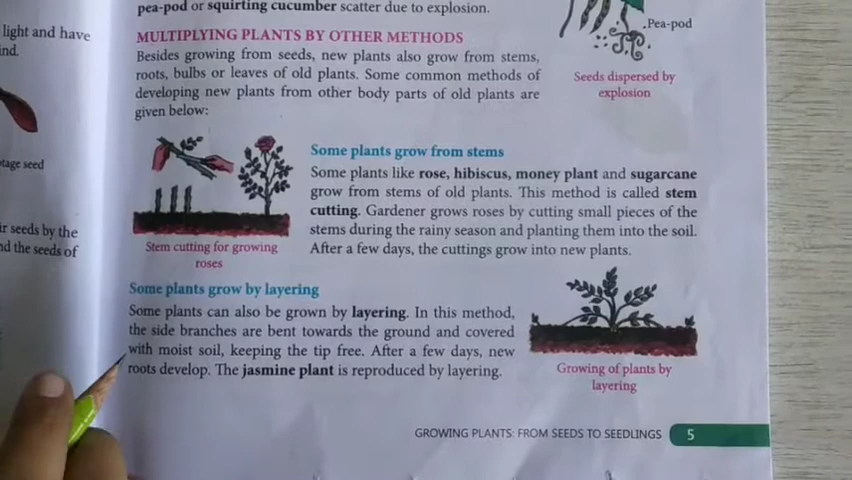 light and have
ind.
tage seed
ir seeds by the
nd the seeds of
pea-pod or squirting cucumber scatter due to explosion.
Pea-pod
Seeds dispersed by
explosion
MULTIPLYING PLANTS BY OTHER METHODS
Besides growing from seeds, new plants also grow from stems,
roots, bulbs or leaves of old plants. Some common methods of
developing new plants from other body parts of old plants are
given below:
Stem cutting for growing
roses
Some plants grow from stems
Some plants like rose, hibiscus, money plant and sugarcane
grow from stems of old plants. This method is called stem
cutting. Gardener grows roses by cutting small pieces of the
stems during the rainy season and planting them into the soil.
After a few days, the cuttings grow into new plants.
Some plants grow by layering
Some plants can also be grown by layering. In this method,
the side branches are bent towards the ground and covered
with moist soil, keeping the tip free. After a few days, new
roots develop. The jasmine plant is reproduced by layering.
Growing of plants by
layering
GROWING PLANTS: FROM SEEDS TO SEEDLINGS 5